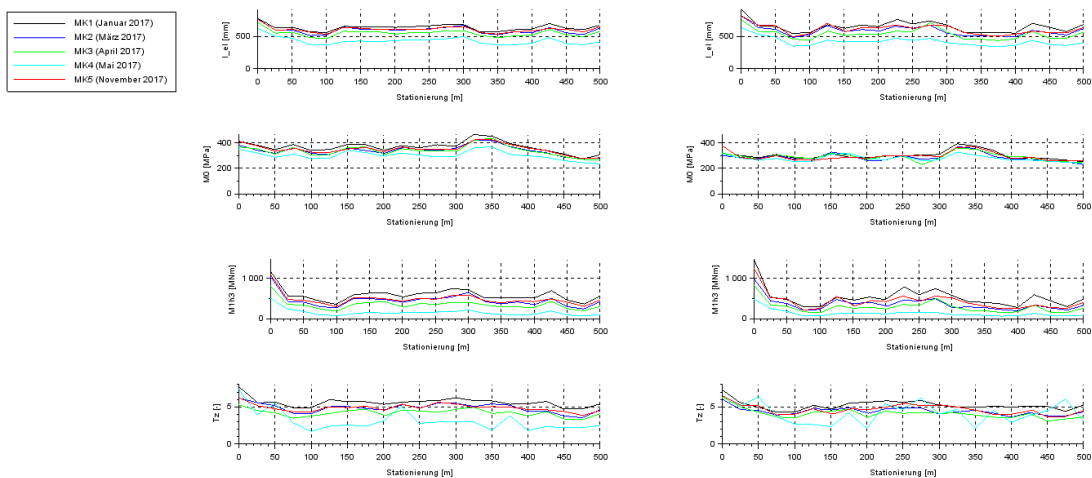 MK1 (Januar 2017)
MK2 (März 2017)
MK3 (April 2017)
MK4 (Mai 2017)
MK5 (November 2017)
I_el [mm]
500
0
0 50 100 150 200 250 300 350 400 450 500
Stationierung [m]
I_el [mm]
500
0
0 50 100 150 200 250 300 350 400 450 500
Stationierung [m]
M0 [MPa]
400
200
0
0 50 100 150 200 250 300 350 400 450 500
Stationierung [m]
M0 [MPa]
400
200
0
0 50 100 150 200 250 300 350 400 450 500
Stationierung [m]
M1h3 [MNm]
1 000
0
0 50 100 150 200 250 300 350 400 450 500
Stationierung [m]
M1h3 [MNm]
1 000
0
0 50 100 150 200 250 300 350 400 450 500
Stationierung [m]
Tz [-]
5
0
0 50 100 150 200 250 300 350 400 450 500
Stationierung [m]
Tz [-]
5
0
0 50 100 150 200 250 300 350 400 450 500
Stationierung [m]